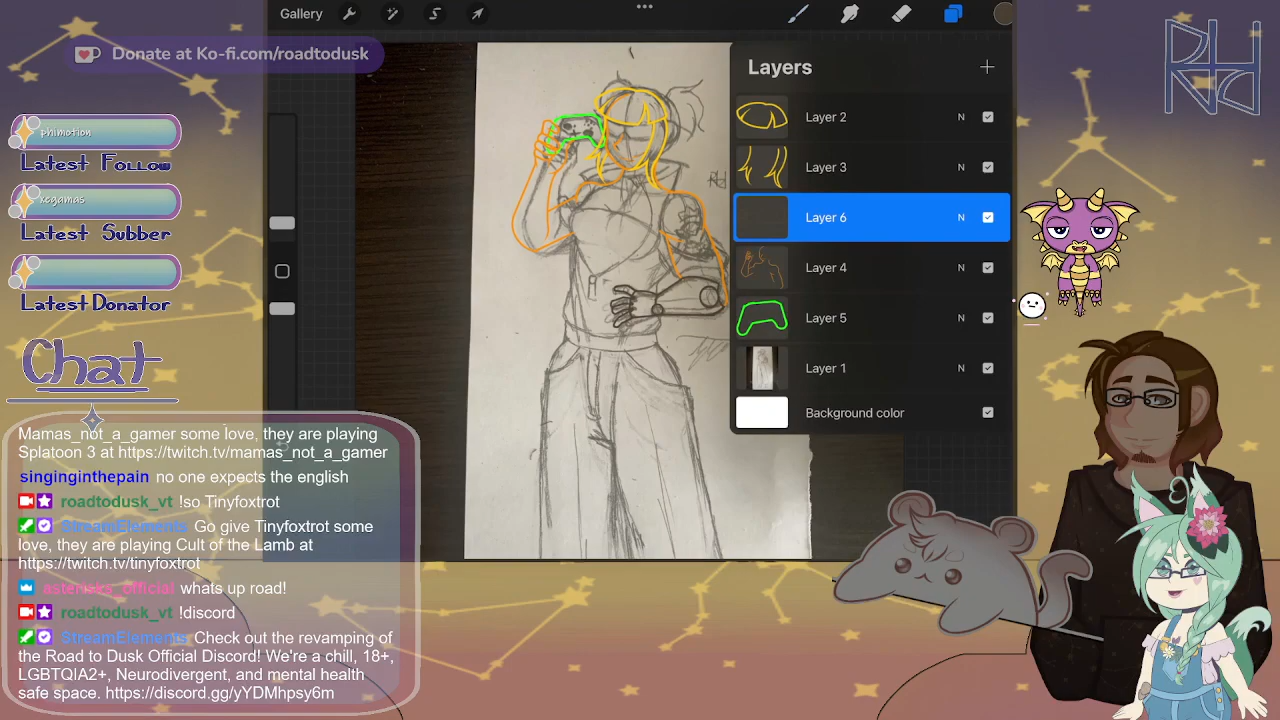 Gallery
Donate at Ko-fi.com/roadtodusk
RtD
phimotion
Latest Follow
xegamas
Latest Subber
Latest Donator
Chat
Mamas_not_a_gamer some love, they are playing
Splatoon 3 at https://twitch.tv/mamas_not_a_gamer
singinginthepain no one expects the english
roadtodusk_vt !so Tinyfoxtrot
StreamElements Go give Tinyfoxtrot some
love, they are playing Cult of the Lamb at
https://twitch.tv/tinyfoxtrot
asterisks_official whats up road!
roadtodusk_vt !discord
StreamElements Check out the revamping of
the Road to Dusk Official Discord! We're a chill, 18+,
LGBTQIA2+, Neurodivergent, and mental health
safe space. https://discord.gg/yYDMhpsy6m
Layers
Layer 2 N
Layer 3 N
Layer 6 N
Layer 4 N
Layer 5 N
Layer 1 N
Background color